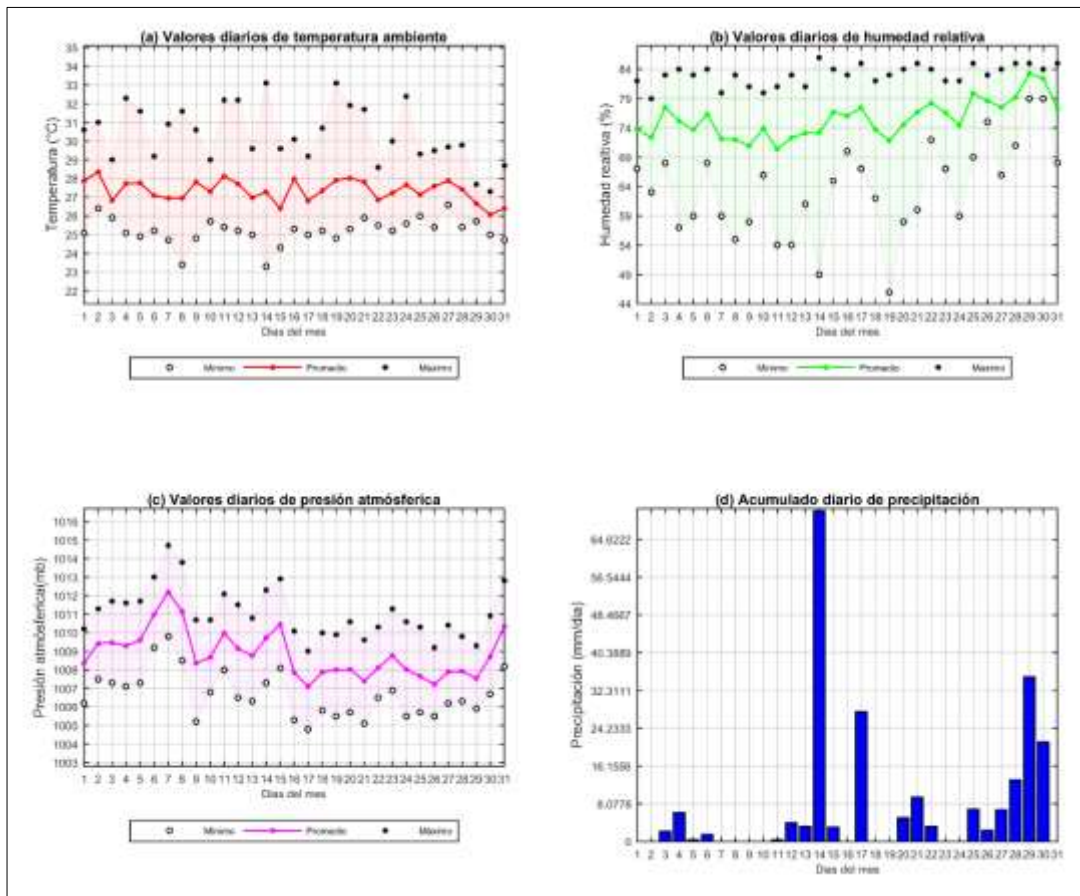 (a) Valores diarios de temperatura ambiente
Temperatura (°C)
35
34
33
32
31
30
29
28
27
26
25
24
23
22
1 2 3 4 5 6 7 8 9 10 11 12 13 14 15 16 17 18 19 20 21 22 23 24 25 26 27 28 29 30 31
Dias del mes
Minimo Promedio Maximo
(b) Valores diarios de humedad relativa
Humedad realtiva (%)
84
79
74
69
64
59
54
49
44
1 2 3 4 5 6 7 8 9 10 11 12 13 14 15 16 17 18 19 20 21 22 23 24 25 26 27 28 29 30 31
Dias del mes
Minimo Promedio Maximo
(c) Valores diarios de presión atmósferica
Presión atmósferica(mb)
1016
1015
1014
1013
1012
1011
1010
1009
1008
1007
1006
1005
1004
1003
1 2 3 4 5 6 7 8 9 10 11 12 13 14 15 16 17 18 19 20 21 22 23 24 25 26 27 28 29 30 31
Dias del mes
Minimo Promedio Máximo
(d) Acumulado diario de precipitación
Precipitación (mm/dia)
64.6222
56.5444
48.4667
40.3889
32.3111
24.2333
16.1556
8.0778
0
1 2 3 4 5 6 7 8 9 10 11 12 13 14 15 16 17 18 19 20 21 22 23 24 25 26 27 28 29 30 31
Dias del mes